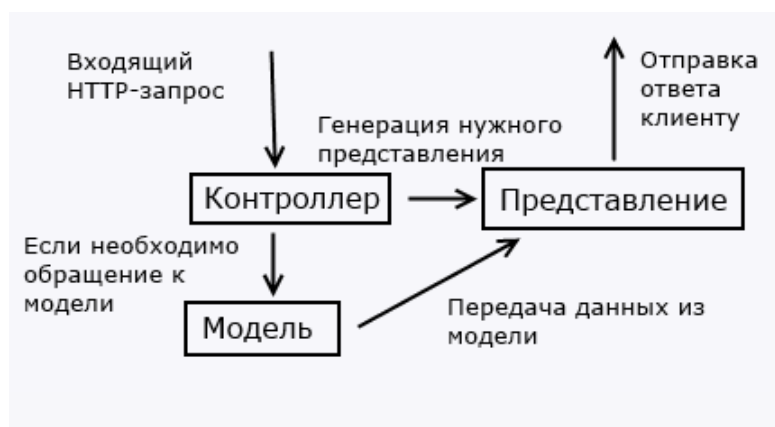 Входящий
HTTP-запрос
Отправка
ответа
клиенту
Генерация нужного
представления
Контроллер
Представление
Если необходимо
обращение к
модели
Модель
Передача данных из
модели